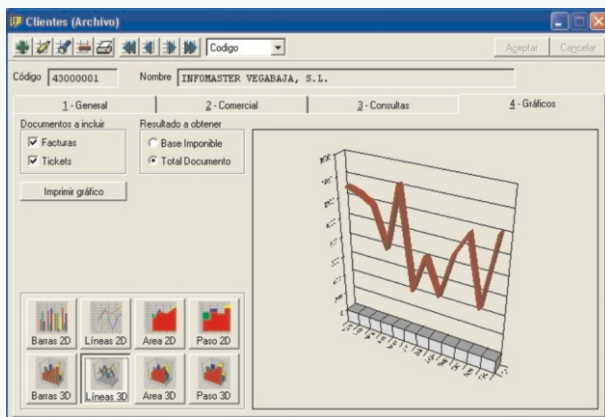 Clientes (Archivo)
Codigo
Aceptar
Cancelar
Código 43000001 Nombre INFOMASTER VEGABAJA, S.L.
1 - General 2 - Comercial 3 - Consultas 4 - Gráficos
Documentos a incluir
Facturas
Tickets
Resultado a obtener
Base Imponible
Total Documento
Imprimir gráfico
Barras 2D Líneas 2D Area 2D Paso 2D
Barras 3D Líneas 3D Area 3D Paso 3D